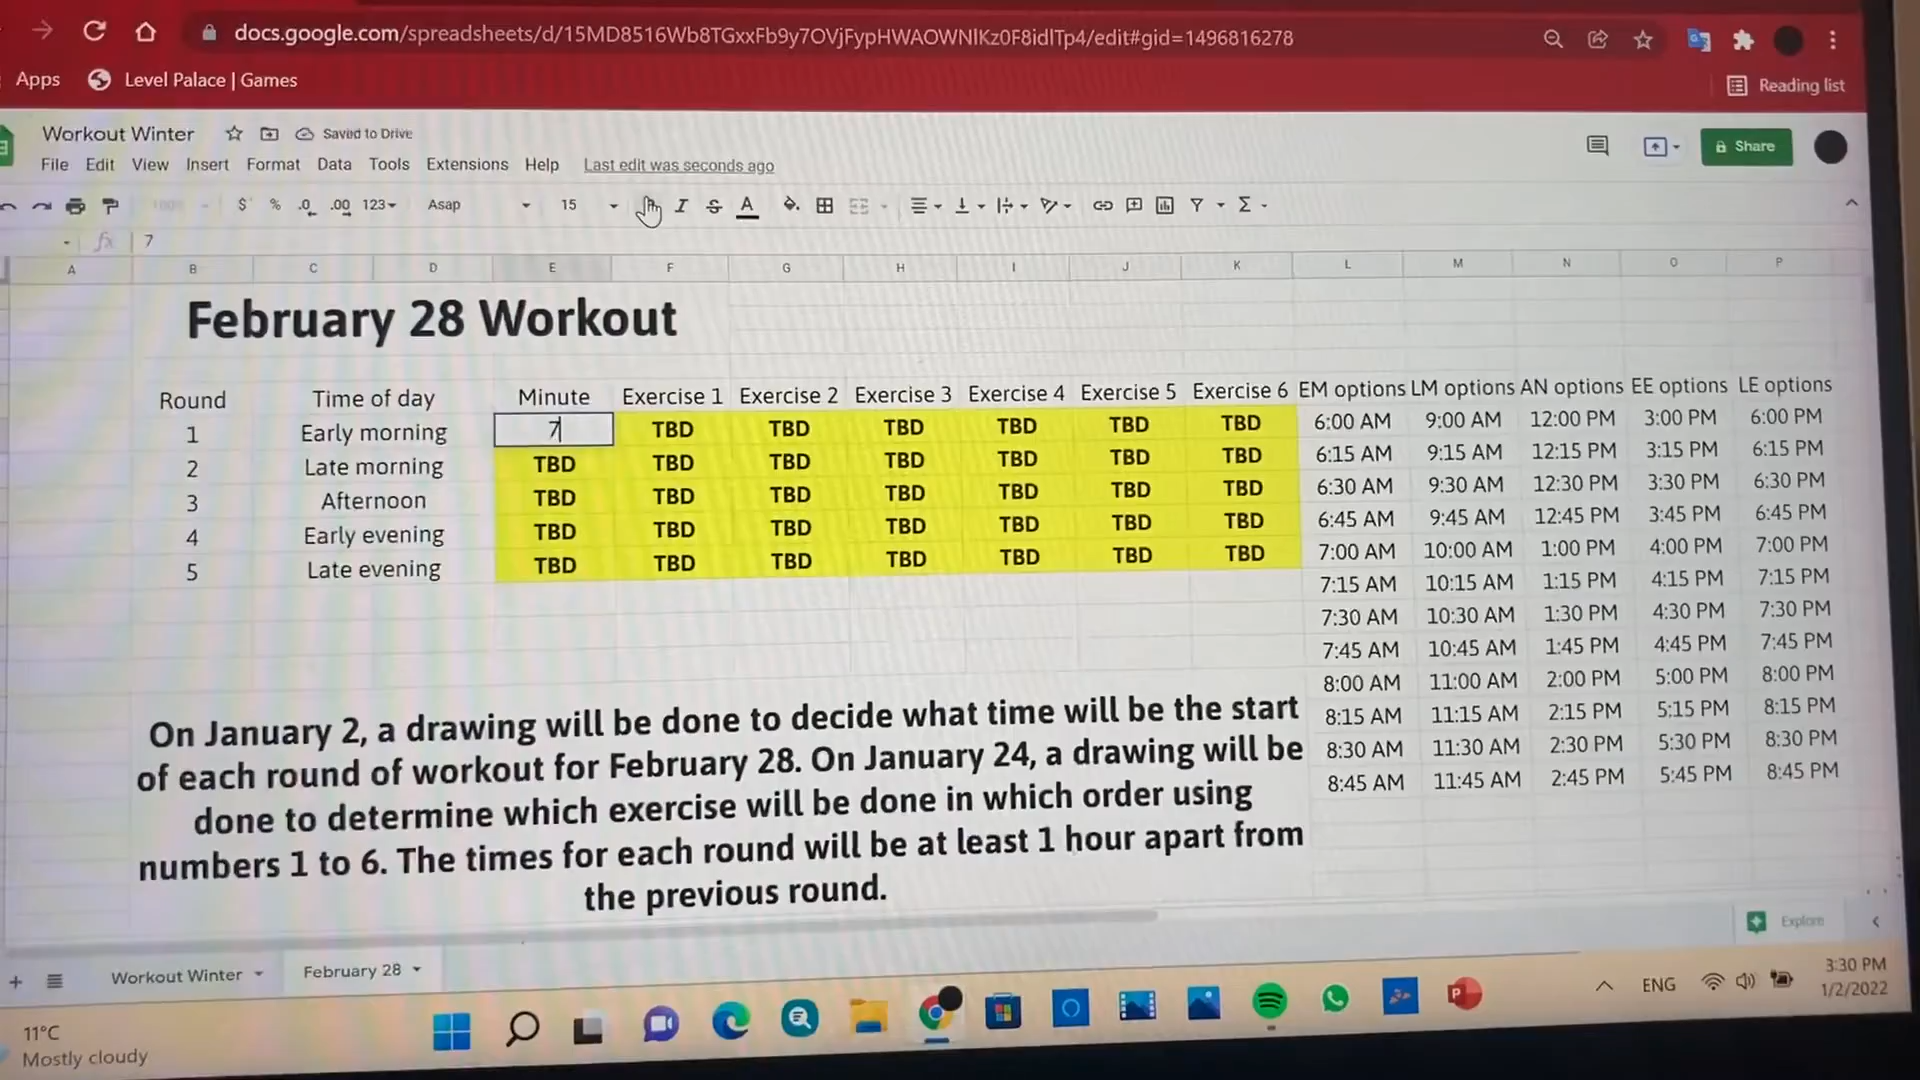 docs.google.com/spreadsheets/d/15MD8516Wb8TGxxFb9y7OVjFypHWAOWNIKz0F8idITp4/edit#gid=1496816278
Apps Level Palace | Games Reading list
Workout Winter Saved to Drive
Share
File Edit View Insert Format Data Tools Extensions Help Last edit was seconds ago
100% $ % .0 .00 123 Asap 15 I S A Σ
fx 7
A B C D E F G H I J K L M N O P
February 28 Workout
Round Time of day Minute Exercise 1 Exercise 2 Exercise 3 Exercise 4 Exercise 5 Exercise 6 EM options LM options AN options EE options LE options
1 Early morning 7 TBD TBD TBD TBD TBD TBD 6:00 AM 9:00 AM 12:00 PM 3:00 PM 6:00 PM
2 Late morning TBD TBD TBD TBD TBD TBD TBD 6:15 AM 9:15 AM 12:15 PM 3:15 PM 6:15 PM
3 Afternoon TBD TBD TBD TBD TBD TBD TBD 6:30 AM 9:30 AM 12:30 PM 3:30 PM 6:30 PM
4 Early evening TBD TBD TBD TBD TBD TBD TBD 6:45 AM 9:45 AM 12:45 PM 3:45 PM 6:45 PM
5 Late evening TBD TBD TBD TBD TBD TBD TBD 7:00 AM 10:00 AM 1:00 PM 4:00 PM 7:00 PM
7:15 AM 10:15 AM 1:15 PM 4:15 PM 7:15 PM
7:30 AM 10:30 AM 1:30 PM 4:30 PM 7:30 PM
7:45 AM 10:45 AM 1:45 PM 4:45 PM 7:45 PM
8:00 AM 11:00 AM 2:00 PM 5:00 PM 8:00 PM
8:15 AM 11:15 AM 2:15 PM 5:15 PM 8:15 PM
8:30 AM 11:30 AM 2:30 PM 5:30 PM 8:30 PM
8:45 AM 11:45 AM 2:45 PM 5:45 PM 8:45 PM
On January 2, a drawing will be done to decide what time will be the start
of each round of workout for February 28. On January 24, a drawing will be
done to determine which exercise will be done in which order using
numbers 1 to 6. The times for each round will be at least 1 hour apart from
the previous round.
Explore
Workout Winter February 28
11°C
Mostly cloudy
ENG
3:30 PM
1/2/2022